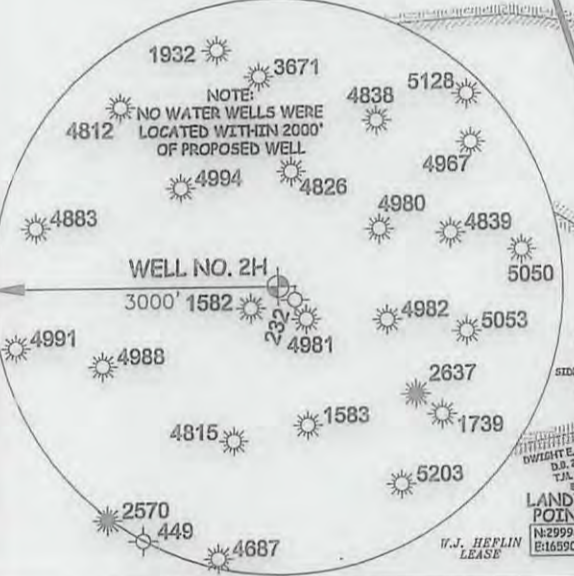 1932
3671
5128
4838
4812
NOTE:
NO WATER WELLS WERE
LOCATED WITHIN 2000'
OF PROPOSED WELL
4967
4994
4826
4980
4883
4839
5050
WELL NO. 2H
3000'
1582
232
4981
4982
5053
4991
4988
2637
1739
4815
1583
5203
2570
449
4687
W.J. HEFLIN
LEASE
DWIGHT E.
LAND
POIN